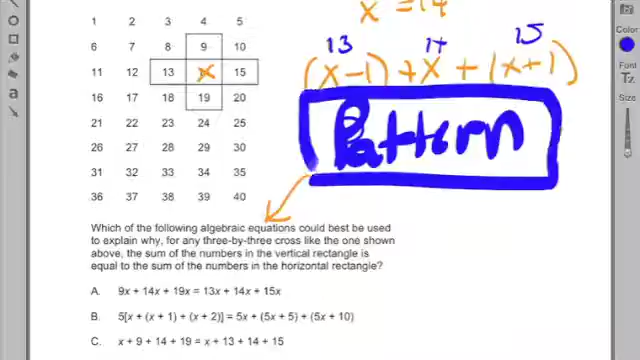 x = 14
1 2 3 4 5
6 7 8 9 10
11 12 13 x 15
16 17 18 19 20
21 22 23 24 25
26 27 28 29 30
31 32 33 34 35
36 37 38 39 40
13 14 15
(x-1) + x + (x+1)
Pattern
Which of the following algebraic equations could best be used
to explain why, for any three-by-three cross like the one shown
above, the sum of the numbers in the vertical rectangle is
equal to the sum of the numbers in the horizontal rectangle?
A. 9x + 14x + 19x = 13x + 14x + 15x
B. 5[x + (x + 1) + (x + 2)] = 5x + (5x + 5) + (5x + 10)
C. x + 9 + 14 + 19 = x + 13 + 14 + 15
Color
Font
Tz
Size